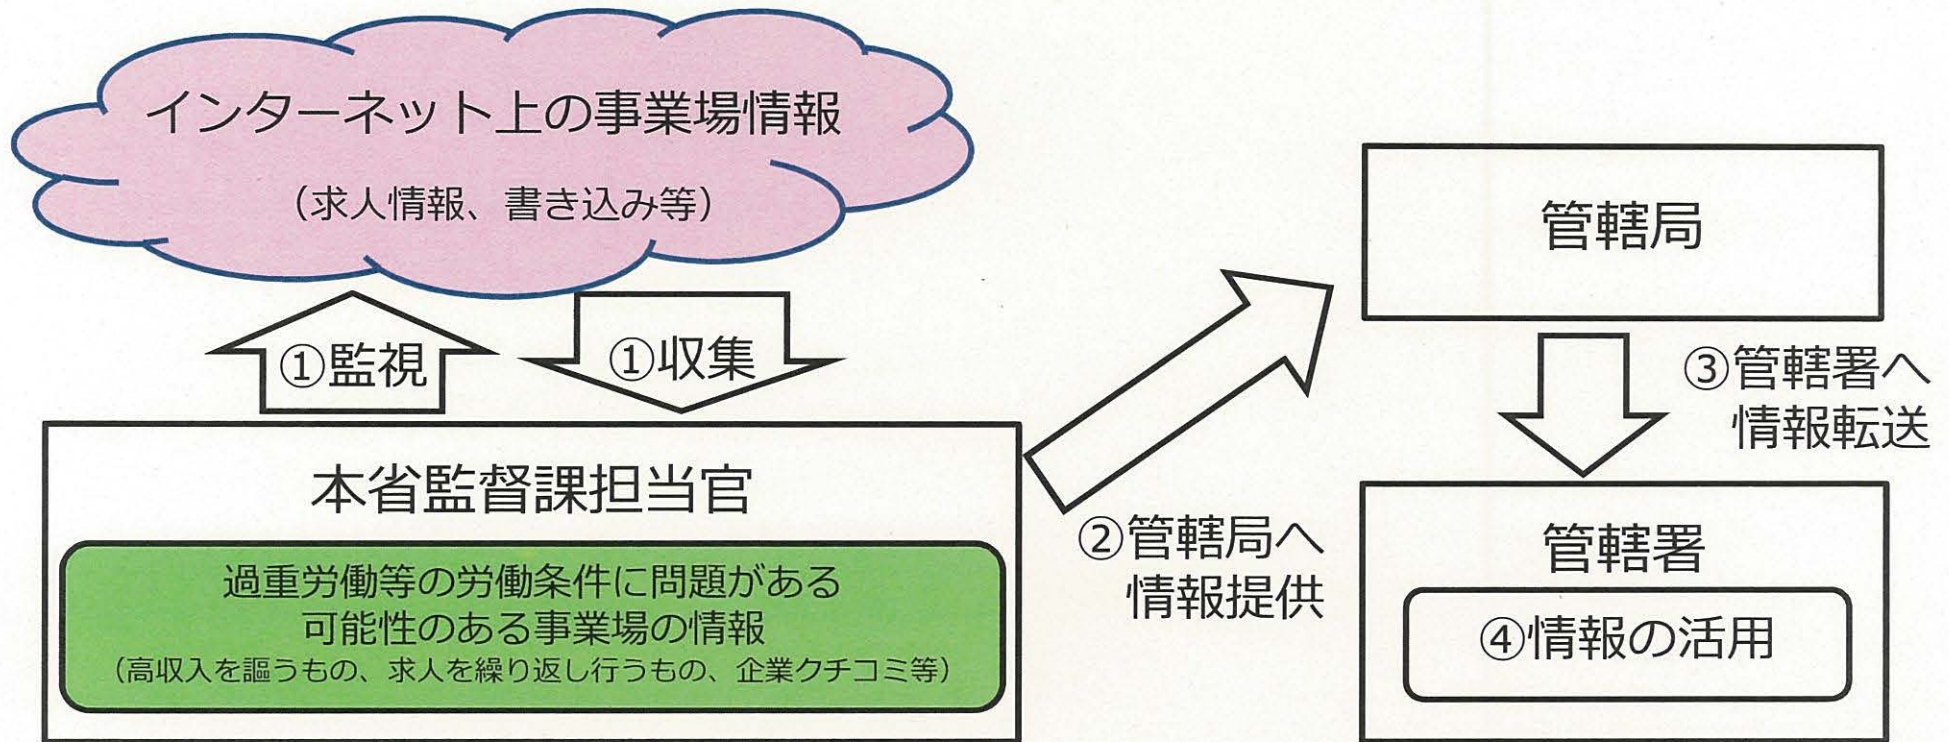 インターネット上の事業場情報
（求人情報、書き込み等）
①監視
①収集
本省監督課担当官
過重労働等の労働条件に問題がある
可能性のある事業場の情報
（高収入を謳うもの、求人を繰り返し行うもの、企業クチコミ等）
②管轄局へ
情報提供
管轄局
③管轄署へ
情報転送
管轄署
④情報の活用